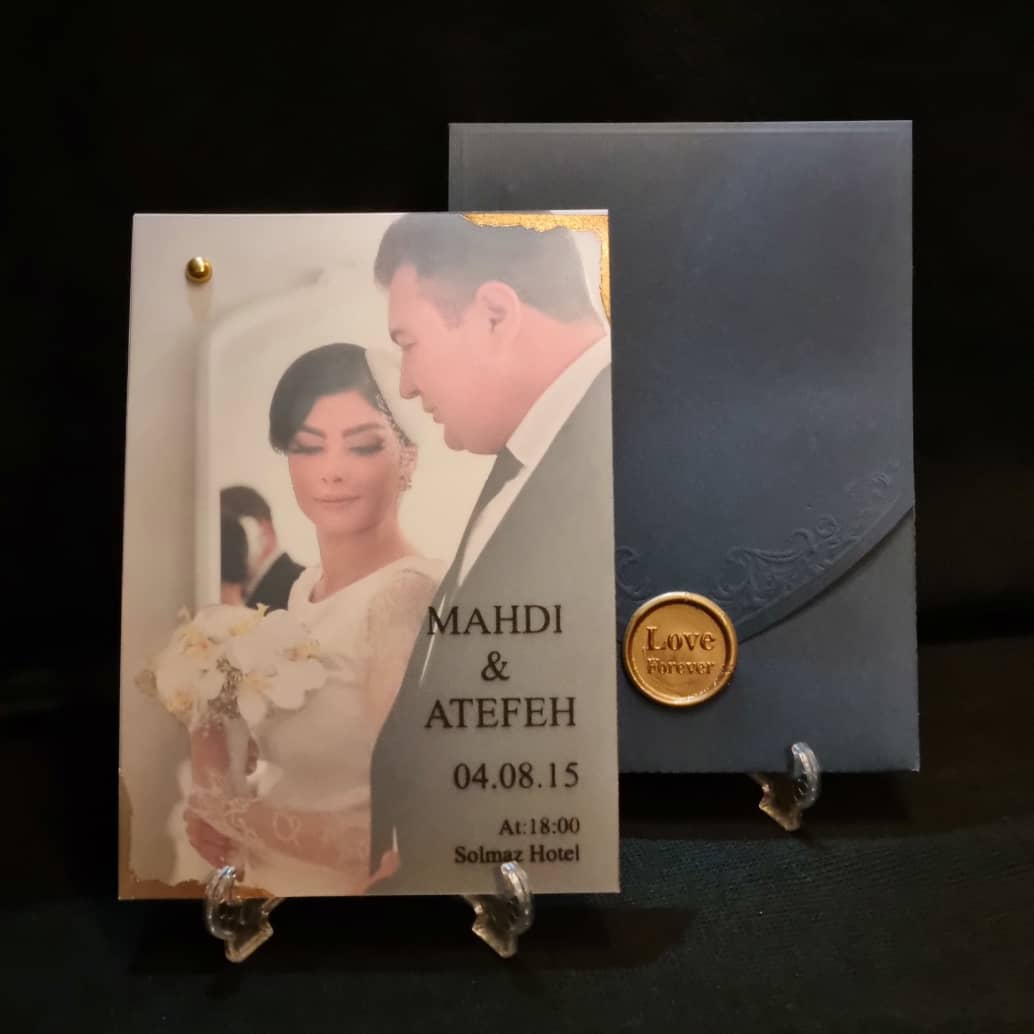 MAHDI
&
ATEFEH
04.08.15
At:18:00
Solmaz Hotel
Love
Forever